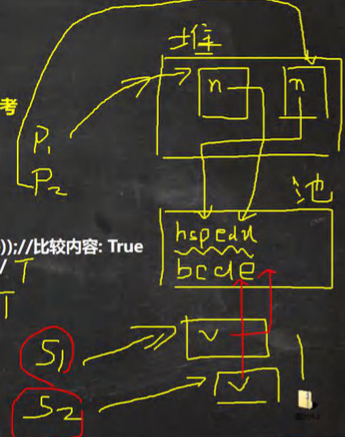 堆
考
n
n
P1
P2
池
));//比较内容: True
hspedu
/ T
bcde
T
S1
v
S2
v